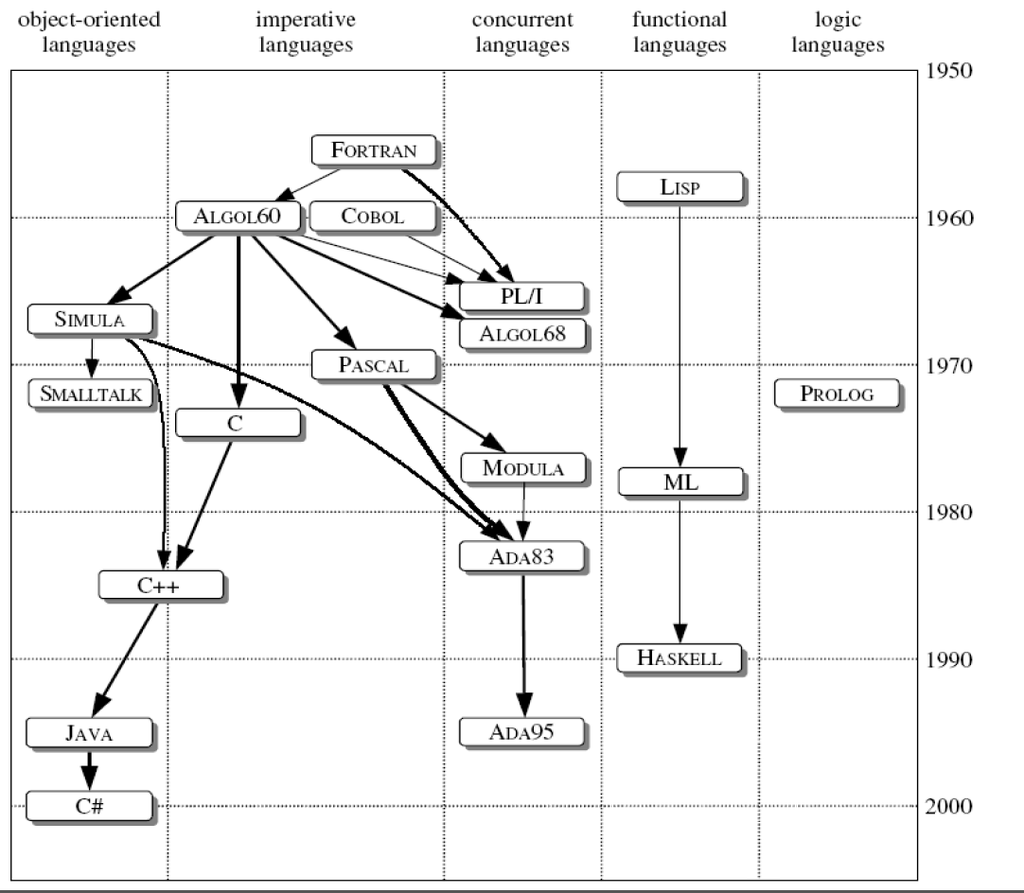 object-oriented
languages
imperative
languages
concurrent
languages
functional
languages
logic
languages
1950
FORTRAN
LISP
ALGOL60
COBOL
1960
PL/I
SIMULA
ALGOL68
PASCAL
1970
SMALLTALK
PROLOG
C
MODULA
ML
1980
ADA83
C++
HASKELL
1990
JAVA
ADA95
C#
2000